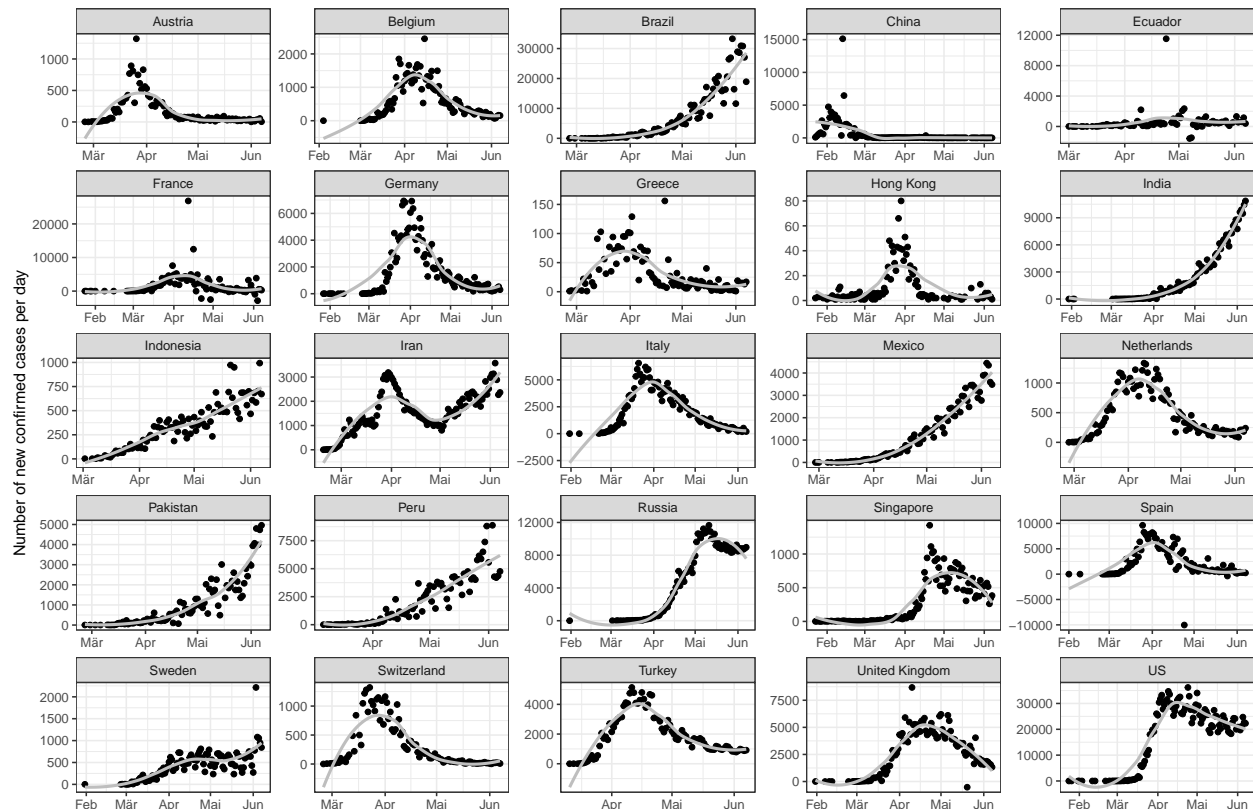 Number of new confirmed cases per day
Austria
Belgium
Brazil
China
Ecuador
1000
500
0
Mär
Apr
Mai
Jun
2000
1000
0
Feb
Mär
Apr
Mai
Jun
30000
20000
10000
0
Mär
Apr
Mai
Jun
15000
10000
5000
0
Feb
Mär
Apr
Mai
Jun
12000
8000
4000
0
Mär
Apr
Mai
Jun
France
Germany
Greece
Hong Kong
India
20000
10000
0
Feb
Mär
Apr
Mai
Jun
6000
4000
2000
0
Feb
Mär
Apr
Mai
Jun
150
100
50
0
Mär
Apr
Mai
Jun
80
60
40
20
0
Feb
Mär
Apr
Mai
Jun
9000
6000
3000
0
Feb
Mär
Apr
Mai
Jun
Indonesia
Iran
Italy
Mexico
Netherlands
1000
750
500
250
0
Mär
Apr
Mai
Jun
3000
2000
1000
0
Mär
Apr
Mai
Jun
5000
2500
0
−2500
Feb
Mär
Apr
Mai
Jun
4000
3000
2000
1000
0
Mär
Apr
Mai
Jun
1000
500
0
Mär
Apr
Mai
Jun
Pakistan
Peru
Russia
Singapore
Spain
5000
4000
3000
2000
1000
0
Mär
Apr
Mai
Jun
7500
5000
2500
0
Apr
Mai
Jun
12000
8000
4000
0
Feb
Mär
Apr
Mai
Jun
1000
500
0
Feb
Mär
Apr
Mai
Jun
10000
5000
0
−5000
−10000
Feb
Mär
Apr
Mai
Jun
Sweden
Switzerland
Turkey
United Kingdom
US
2000
1500
1000
500
0
Feb
Mär
Apr
Mai
Jun
1000
500
0
Mär
Apr
Mai
Jun
4000
2000
0
Apr
Mai
Jun
7500
5000
2500
0
Feb
Mär
Apr
Mai
Jun
30000
20000
10000
0
Feb
Mär
Apr
Mai
Jun